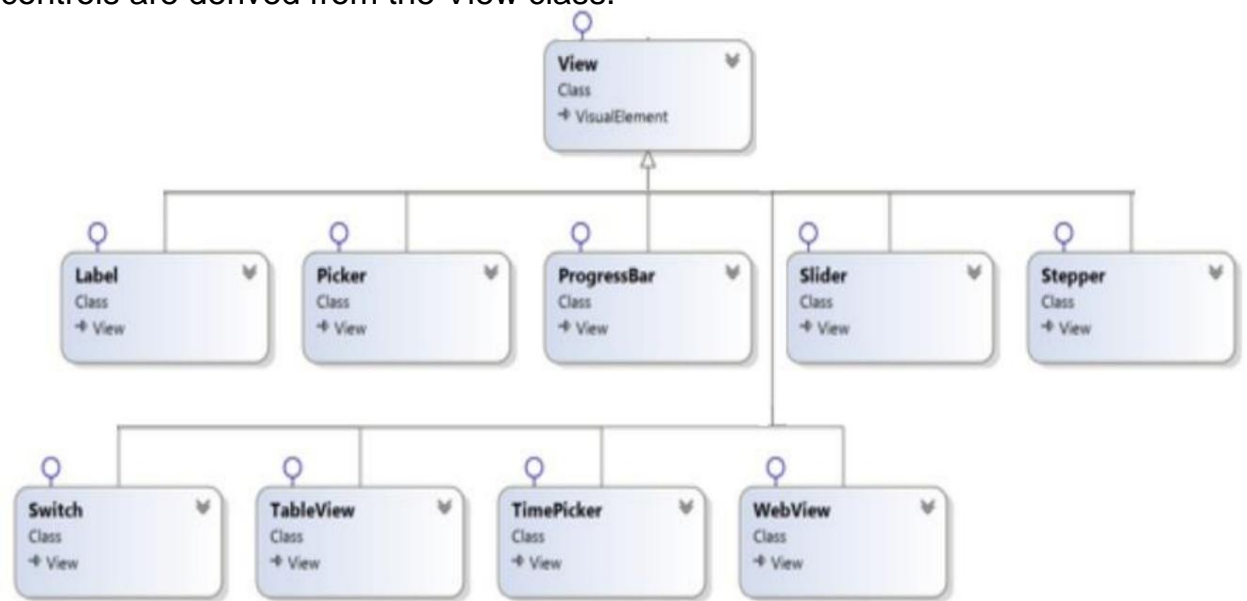 controls are derived from the View class.
View
Class
VisualElement
Label
Class
View
Picker
Class
View
ProgressBar
Class
View
Slider
Class
View
Stepper
Class
View
Switch
Class
View
TableView
Class
View
TimePicker
Class
View
WebView
Class
View